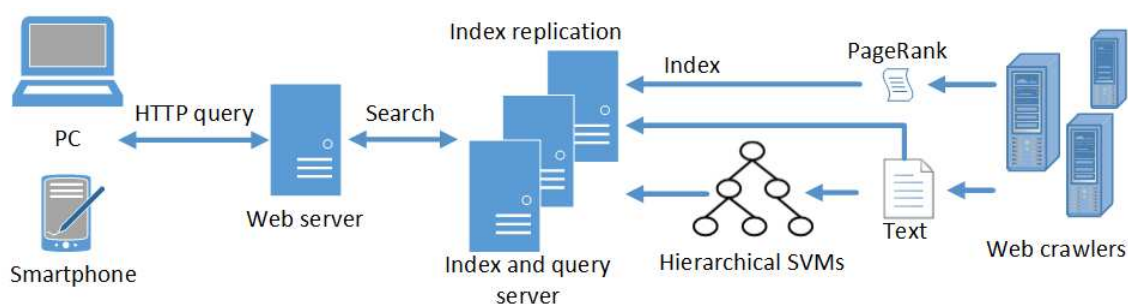 Index replication
PageRank
Index
HTTP query
Search
PC
Web server
Text
Smartphone
Index and query
server
Hierarchical SVMs
Web crawlers